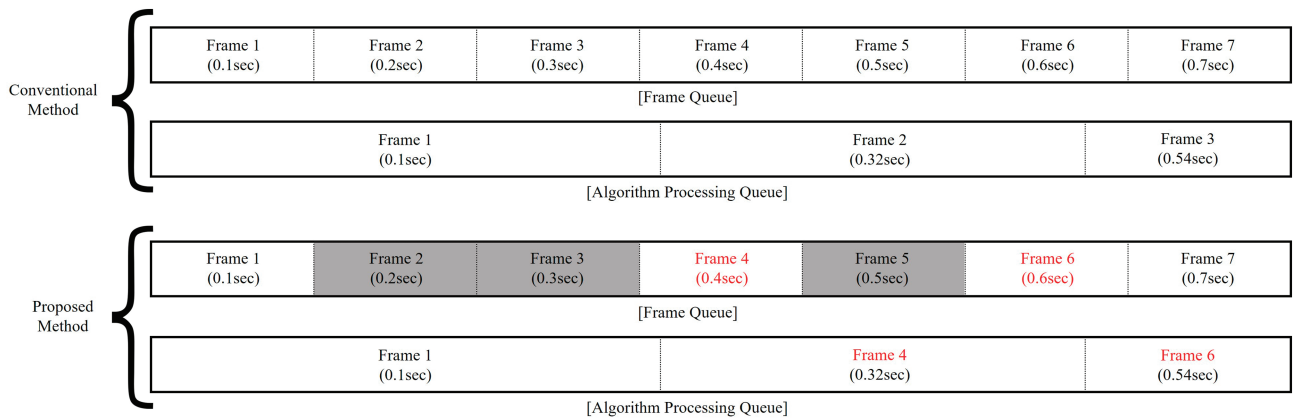 Conventional
Method
Frame 1
(0.1sec)
Frame 2
(0.2sec)
Frame 3
(0.3sec)
Frame 4
(0.4sec)
Frame 5
(0.5sec)
Frame 6
(0.6sec)
Frame 7
(0.7sec)
[Frame Queue]
Frame 1
(0.1sec)
Frame 2
(0.32sec)
Frame 3
(0.54sec)
[Algorithm Processing Queue]
Proposed
Method
Frame 1
(0.1sec)
Frame 2
(0.2sec)
Frame 3
(0.3sec)
Frame 4
(0.4sec)
Frame 5
(0.5sec)
Frame 6
(0.6sec)
Frame 7
(0.7sec)
[Frame Queue]
Frame 1
(0.1sec)
Frame 4
(0.32sec)
Frame 6
(0.54sec)
[Algorithm Processing Queue]